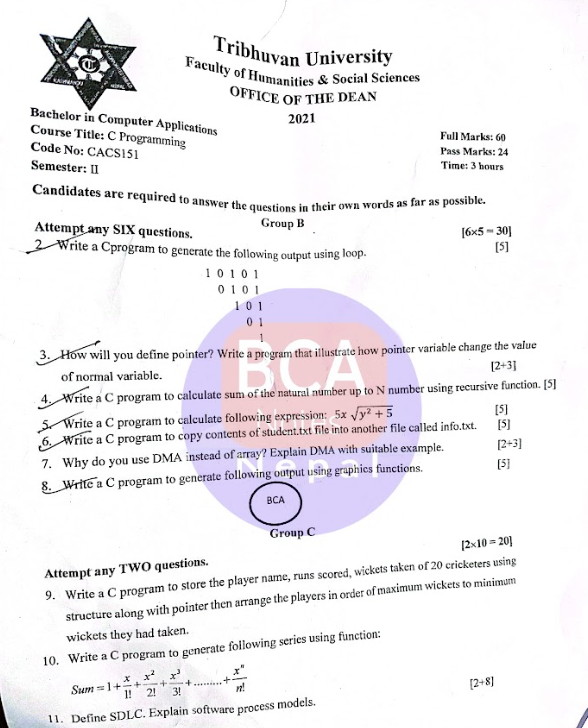 Tribhuvan University
Faculty of Humanities & Social Sciences
OFFICE OF THE DEAN
2021
Bachelor in Computer Applications
Course Title: C Programming
Code No: CACS151
Semester: II
Full Marks: 60
Pass Marks: 24
Time: 3 hours
Candidates are required to answer the questions in their own words as far as possible.
Group B
Attempt any SIX questions. [6x5 = 30]
2. Write a Cprogram to generate the following output using loop. [5]
1 0 1 0 1
0 1 0 1
1 0 1
0 1
1
3. How will you define pointer? Write a program that illustrate how pointer variable change the value
of normal variable. [2+3]
4. Write a C program to calculate sum of the natural number up to N number using recursive function. [5]
5. Write a C program to calculate following expression: 5x √(y² + 5) [5]
6. Write a C program to copy contents of student.txt file into another file called info.txt. [5]
7. Why do you use DMA instead of array? Explain DMA with suitable example. [2+3]
8. Write a C program to generate following output using graphics functions. [5]
BCA
BCA
Notes
Nepal
Group C
Attempt any TWO questions. [2×10 = 20]
9. Write a C program to store the player name, runs scored, wickets taken of 20 cricketers using
structure along with pointer then arrange the players in order of maximum wickets to minimum
wickets they had taken.
10. Write a C program to generate following series using function:
Sum = 1 + x/1! + x²/2! + x³/3! + ......... + xⁿ/n!
11. Define SDLC. Explain software process models. [2+8]